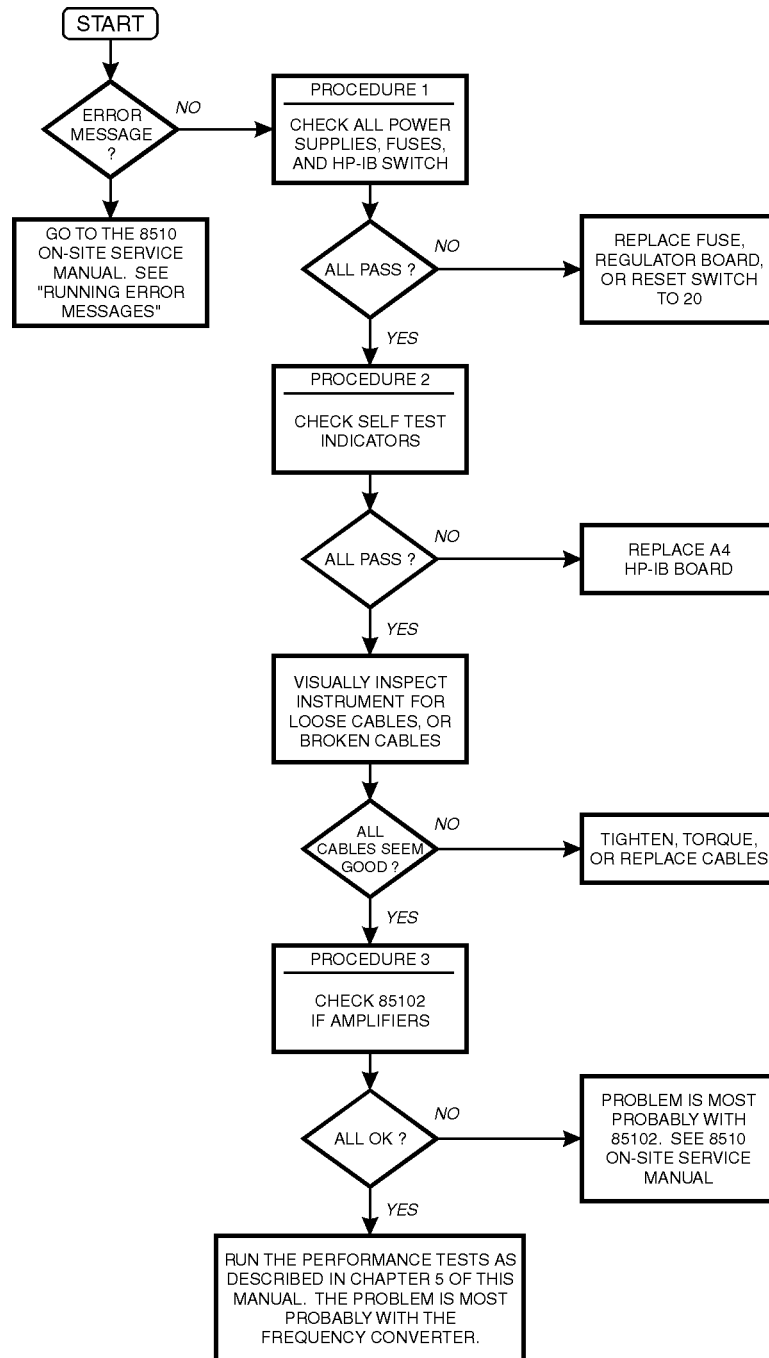 START
ERROR
MESSAGE
?
NO
PROCEDURE 1
CHECK ALL POWER
SUPPLIES, FUSES,
AND HP-IB SWITCH
GO TO THE 8510
ON-SITE SERVICE
MANUAL. SEE
"RUNNING ERROR
MESSAGES"
ALL PASS ?
NO
REPLACE FUSE,
REGULATOR BOARD,
OR RESET SWITCH
TO 20
YES
PROCEDURE 2
CHECK SELF TEST
INDICATORS
ALL PASS ?
NO
REPLACE A4
HP-IB BOARD
YES
VISUALLY INSPECT
INSTRUMENT FOR
LOOSE CABLES, OR
BROKEN CABLES
ALL
CABLES SEEM
GOOD ?
NO
TIGHTEN, TORQUE,
OR REPLACE CABLES
YES
PROCEDURE 3
CHECK 85102
IF AMPLIFIERS
ALL OK ?
NO
PROBLEM IS MOST
PROBABLY WITH
85102. SEE 8510
ON-SITE SERVICE
MANUAL
YES
RUN THE PERFORMANCE TESTS AS
DESCRIBED IN CHAPTER 5 OF THIS
MANUAL. THE PROBLEM IS MOST
PROBABLY WITH THE
FREQUENCY CONVERTER.